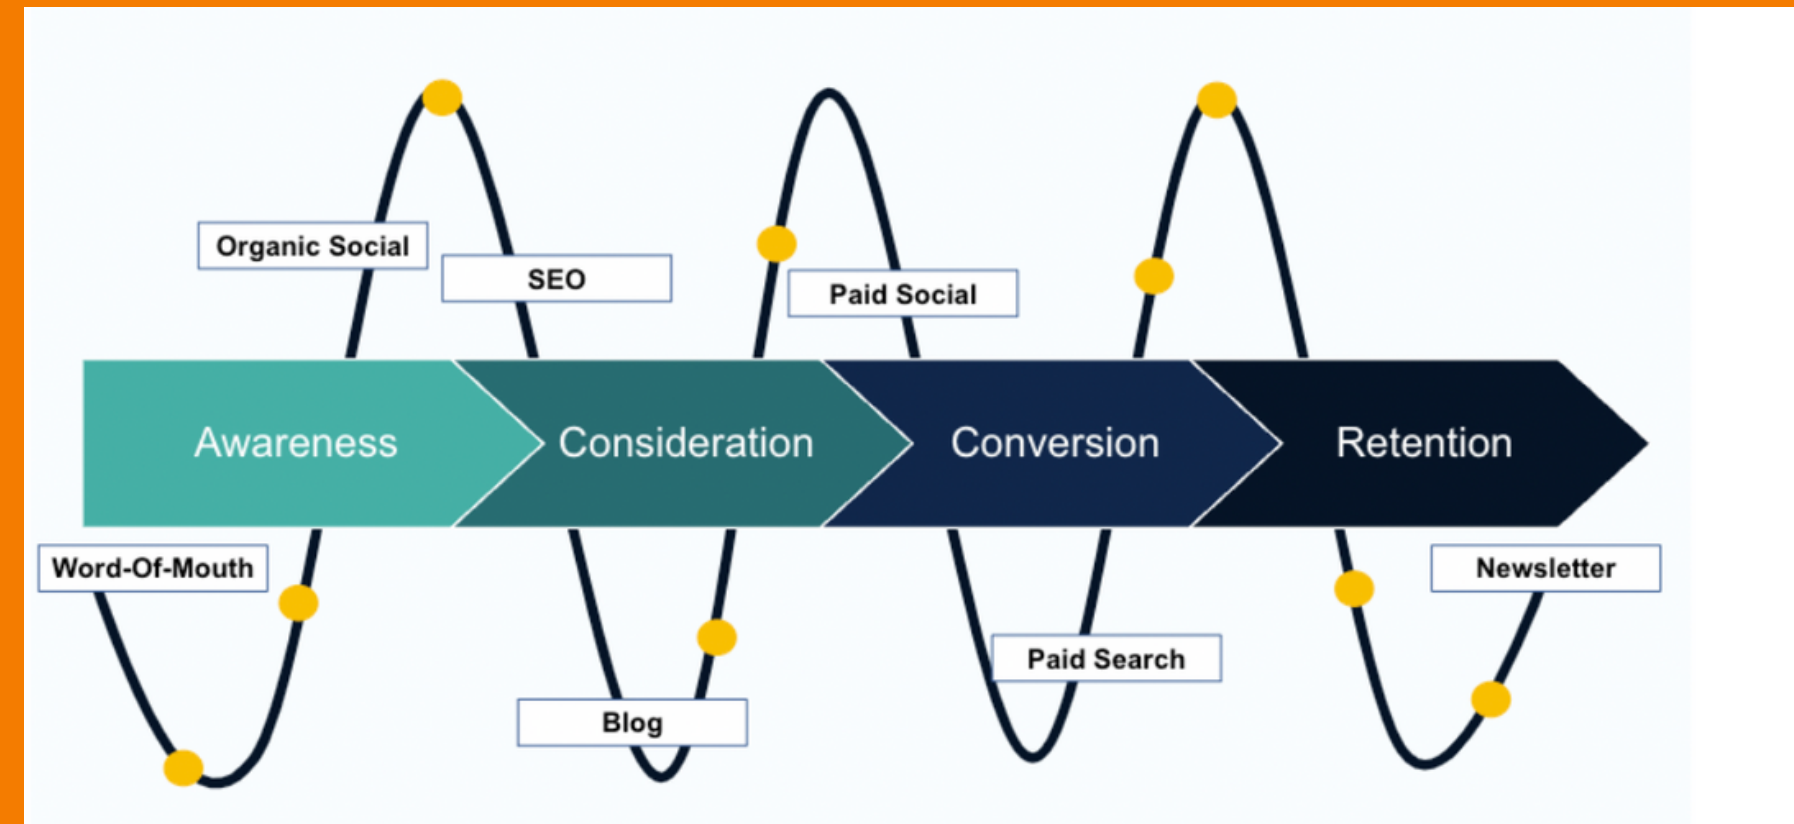 Organic Social
SEO
Paid Social
Awareness
Consideration
Conversion
Retention
Word-Of-Mouth
Newsletter
Paid Search
Blog